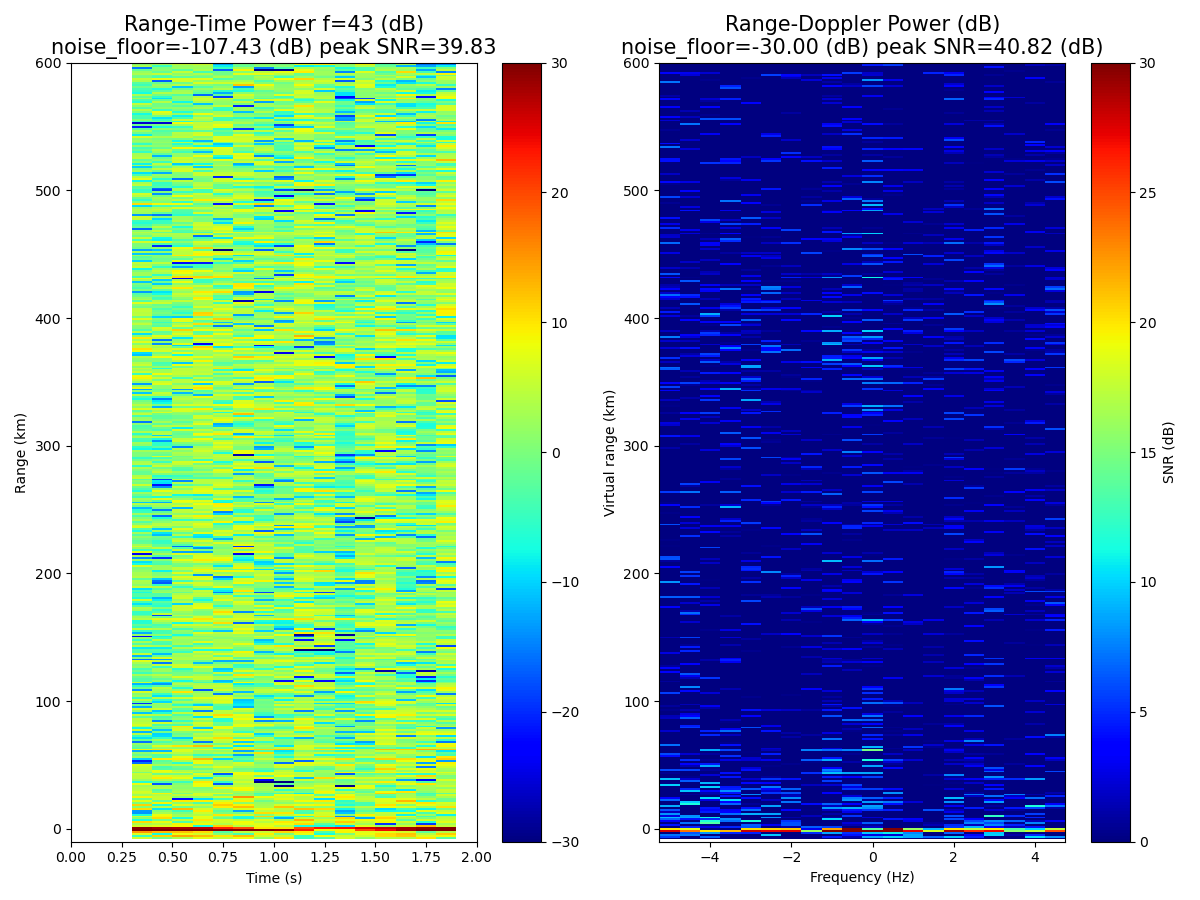 Range-Time Power f=43 (dB)
noise_floor=-107.43 (dB) peak SNR=39.83
600
500
400
300
200
100
0
Range (km)
0.00 0.25 0.50 0.75 1.00 1.25 1.50 1.75 2.00
Time (s)
30
20
10
0
−10
−20
−30
Range-Doppler Power (dB)
noise_floor=-30.00 (dB) peak SNR=40.82 (dB)
600
500
400
300
200
100
0
Virtual range (km)
−4 −2 0 2 4
Frequency (Hz)
30
25
20
15
10
5
0
SNR (dB)